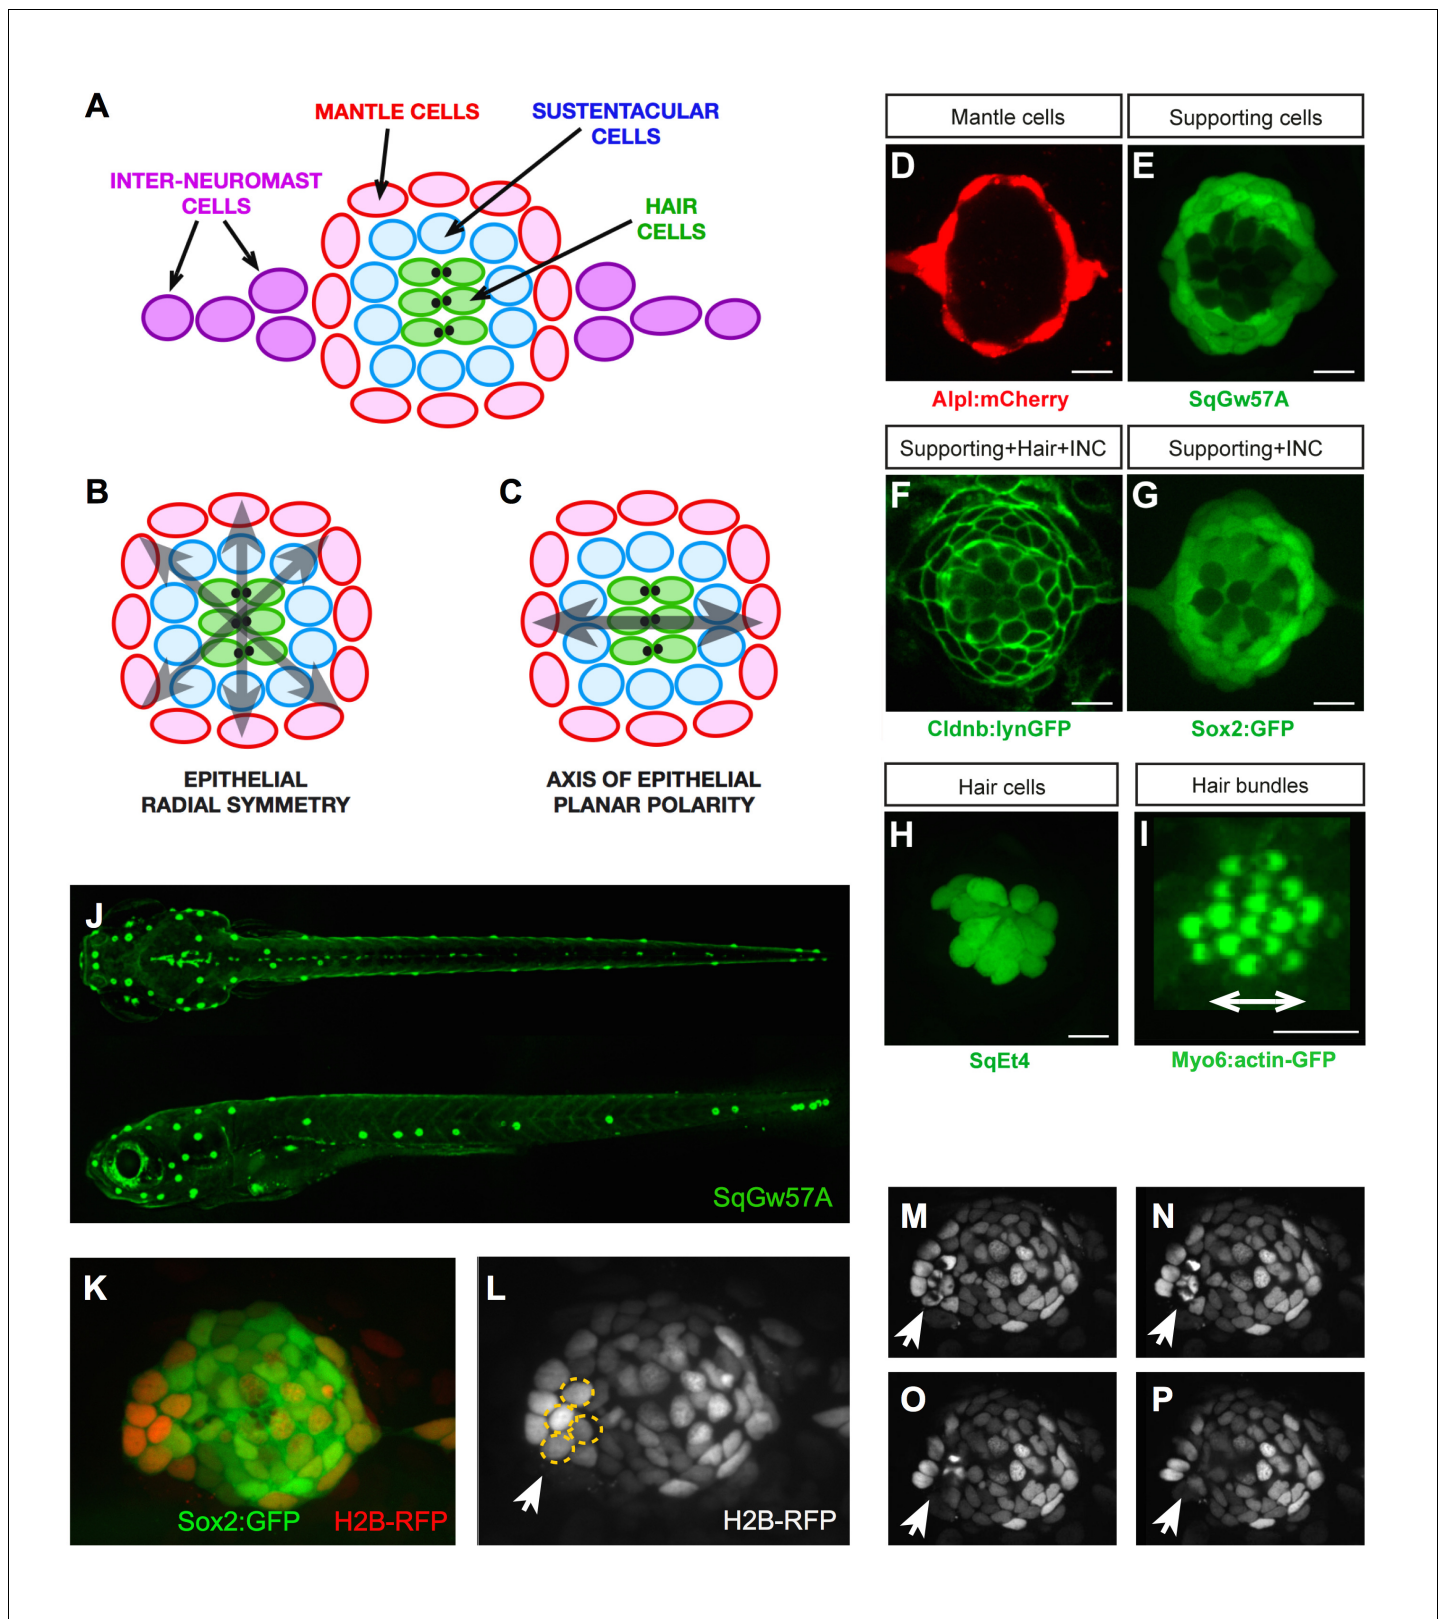 A
MANTLE CELLS
SUSTENTACULAR
CELLS
INTER-NEUROMAST
CELLS
HAIR
CELLS
B
EPITHELIAL
RADIAL SYMMETRY
C
AXIS OF EPITHELIAL
PLANAR POLARITY
Mantle cells
D
Alpl:mCherry
Supporting cells
E
SqGw57A
Supporting+Hair+INC
F
Cldnb:lynGFP
Supporting+INC
G
Sox2:GFP
Hair cells
H
SqEt4
Hair bundles
I
Myo6:actin-GFP
J
SqGw57A
K
Sox2:GFP H2B-RFP
L
H2B-RFP
M
N
O
P